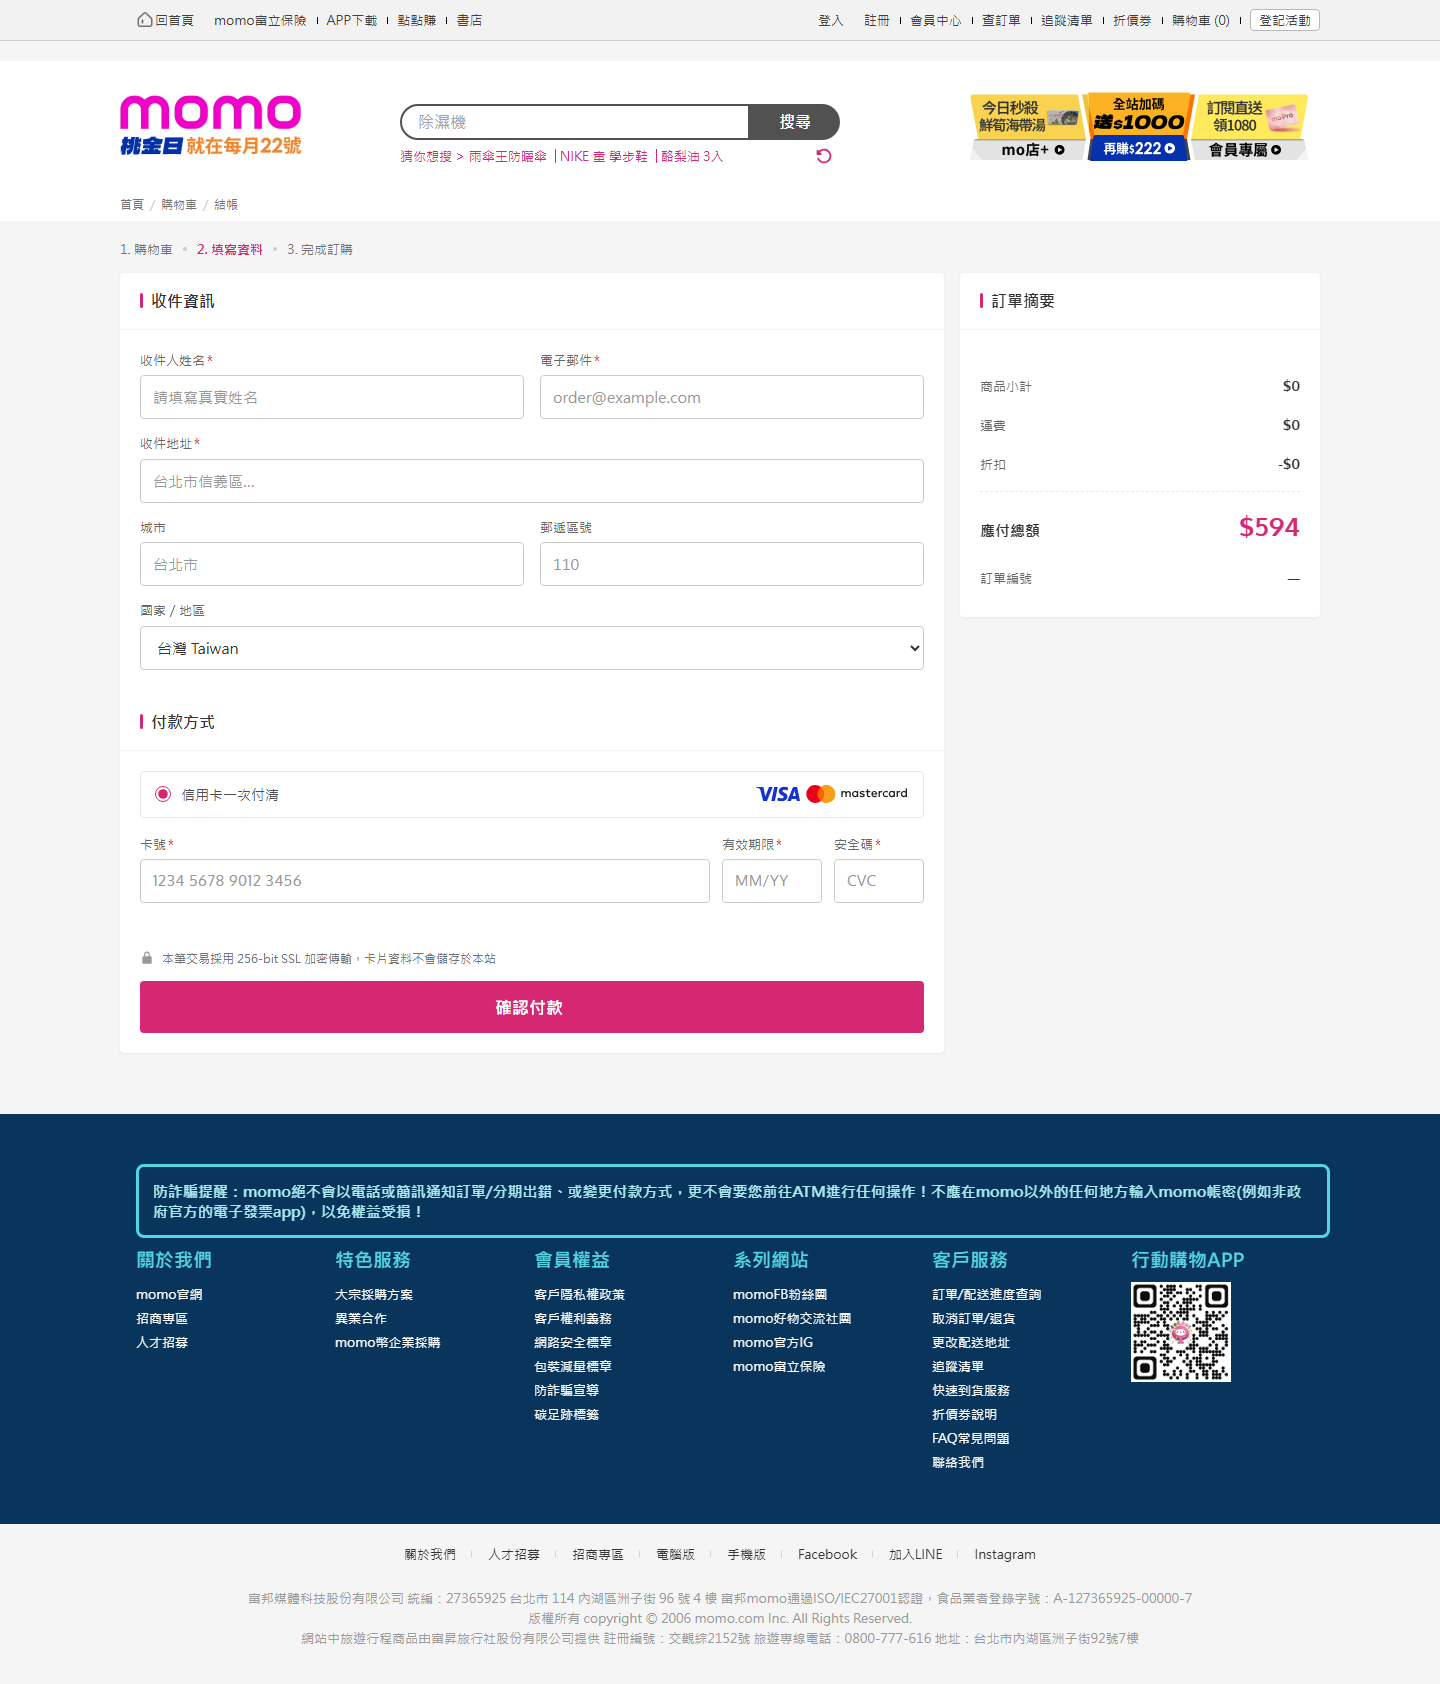 回首頁 momo富立保險 APP下載 點點賺 書店 登入 註冊 會員中心 查訂單 追蹤清單 折價券 購物車 (0) 登記活動
momo
桃金日 就在每月22號
除濕機 搜尋
猜你想搜 > 雨傘王防曬傘 | NIKE 童 學步鞋 | 酪梨油 3入
今日秒殺
鮮筍海帶湯
mo店+
全站加碼
送$1000
再賺$222
訂閱直送
領1080
moPro
會員專屬
首頁 / 購物車 / 結帳
1. 購物車 • 2. 填寫資料 • 3. 完成訂購
收件資訊
收件人姓名* 電子郵件*
請填寫真實姓名 order@example.com
收件地址*
台北市信義區...
城市 郵遞區號
台北市 110
國家 / 地區
台灣 Taiwan
付款方式
信用卡一次付清 VISA mastercard
卡號* 有效期限* 安全碼*
1234 5678 9012 3456 MM/YY CVC
本筆交易採用 256-bit SSL 加密傳輸，卡片資料不會儲存於本站
確認付款
訂單摘要
商品小計 $0
運費 $0
折扣 -$0
應付總額 $594
訂單編號 —
防詐騙提醒：momo絕不會以電話或簡訊通知訂單/分期出錯、或變更付款方式，更不會要您前往ATM進行任何操作！不應在momo以外的任何地方輸入momo帳密(例如非政
府官方的電子發票app)，以免權益受損！
關於我們
momo官網
招商專區
人才招募
特色服務
大宗採購方案
異業合作
momo幣企業採購
會員權益
客戶隱私權政策
客戶權利義務
網路安全標章
包裝減量標章
防詐騙宣導
碳足跡標籤
系列網站
momoFB粉絲團
momo好物交流社團
momo官方IG
momo富立保險
客戶服務
訂單/配送進度查詢
取消訂單/退貨
更改配送地址
追蹤清單
快速到貨服務
折價券說明
FAQ常見問題
聯絡我們
行動購物APP
關於我們 人才招募 招商專區 電腦版 手機版 Facebook 加入LINE Instagram
富邦媒體科技股份有限公司 統編：27365925 台北市 114 內湖區洲子街 96 號 4 樓 富邦momo通過ISO/IEC27001認證，食品業者登錄字號：A-127365925-00000-7
版權所有 copyright © 2006 momo.com Inc. All Rights Reserved.
網站中旅遊行程商品由富昇旅行社股份有限公司提供 註冊編號：交觀綜2152號 旅遊專線電話：0800-777-616 地址：台北市內湖區洲子街92號7樓